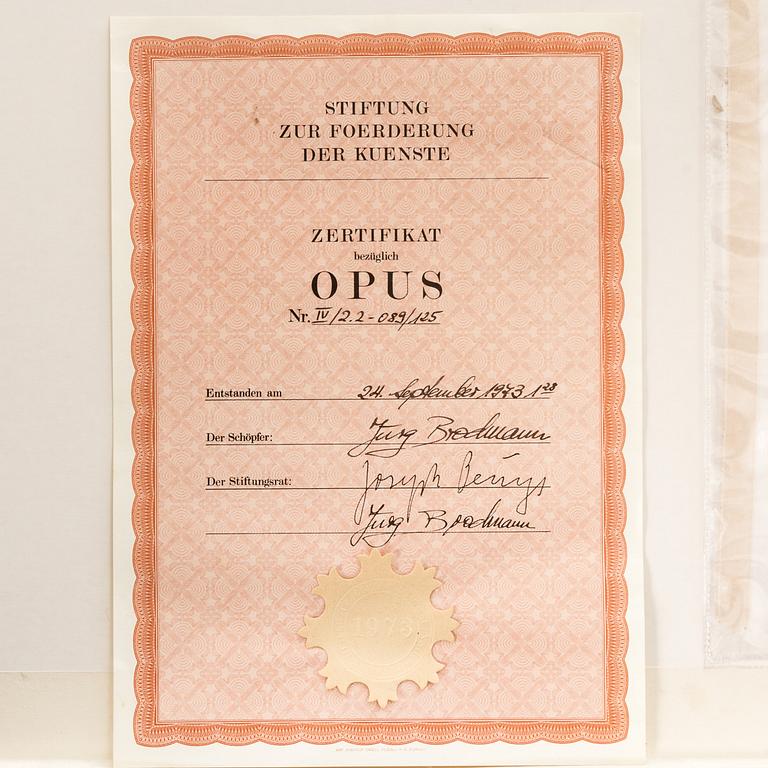 STIFTUNG
ZUR FOERDERUNG
DER KUENSTE
ZERTIFIKAT
bezüglich
OPUS
Nr. IV/2.2-089/125
Entstanden am 24. September 1973 1²⁸
Der Schöpfer: Jürg Brodmann
Der Stiftungsrat: Joseph Beuys
Jürg Brodmann
1973